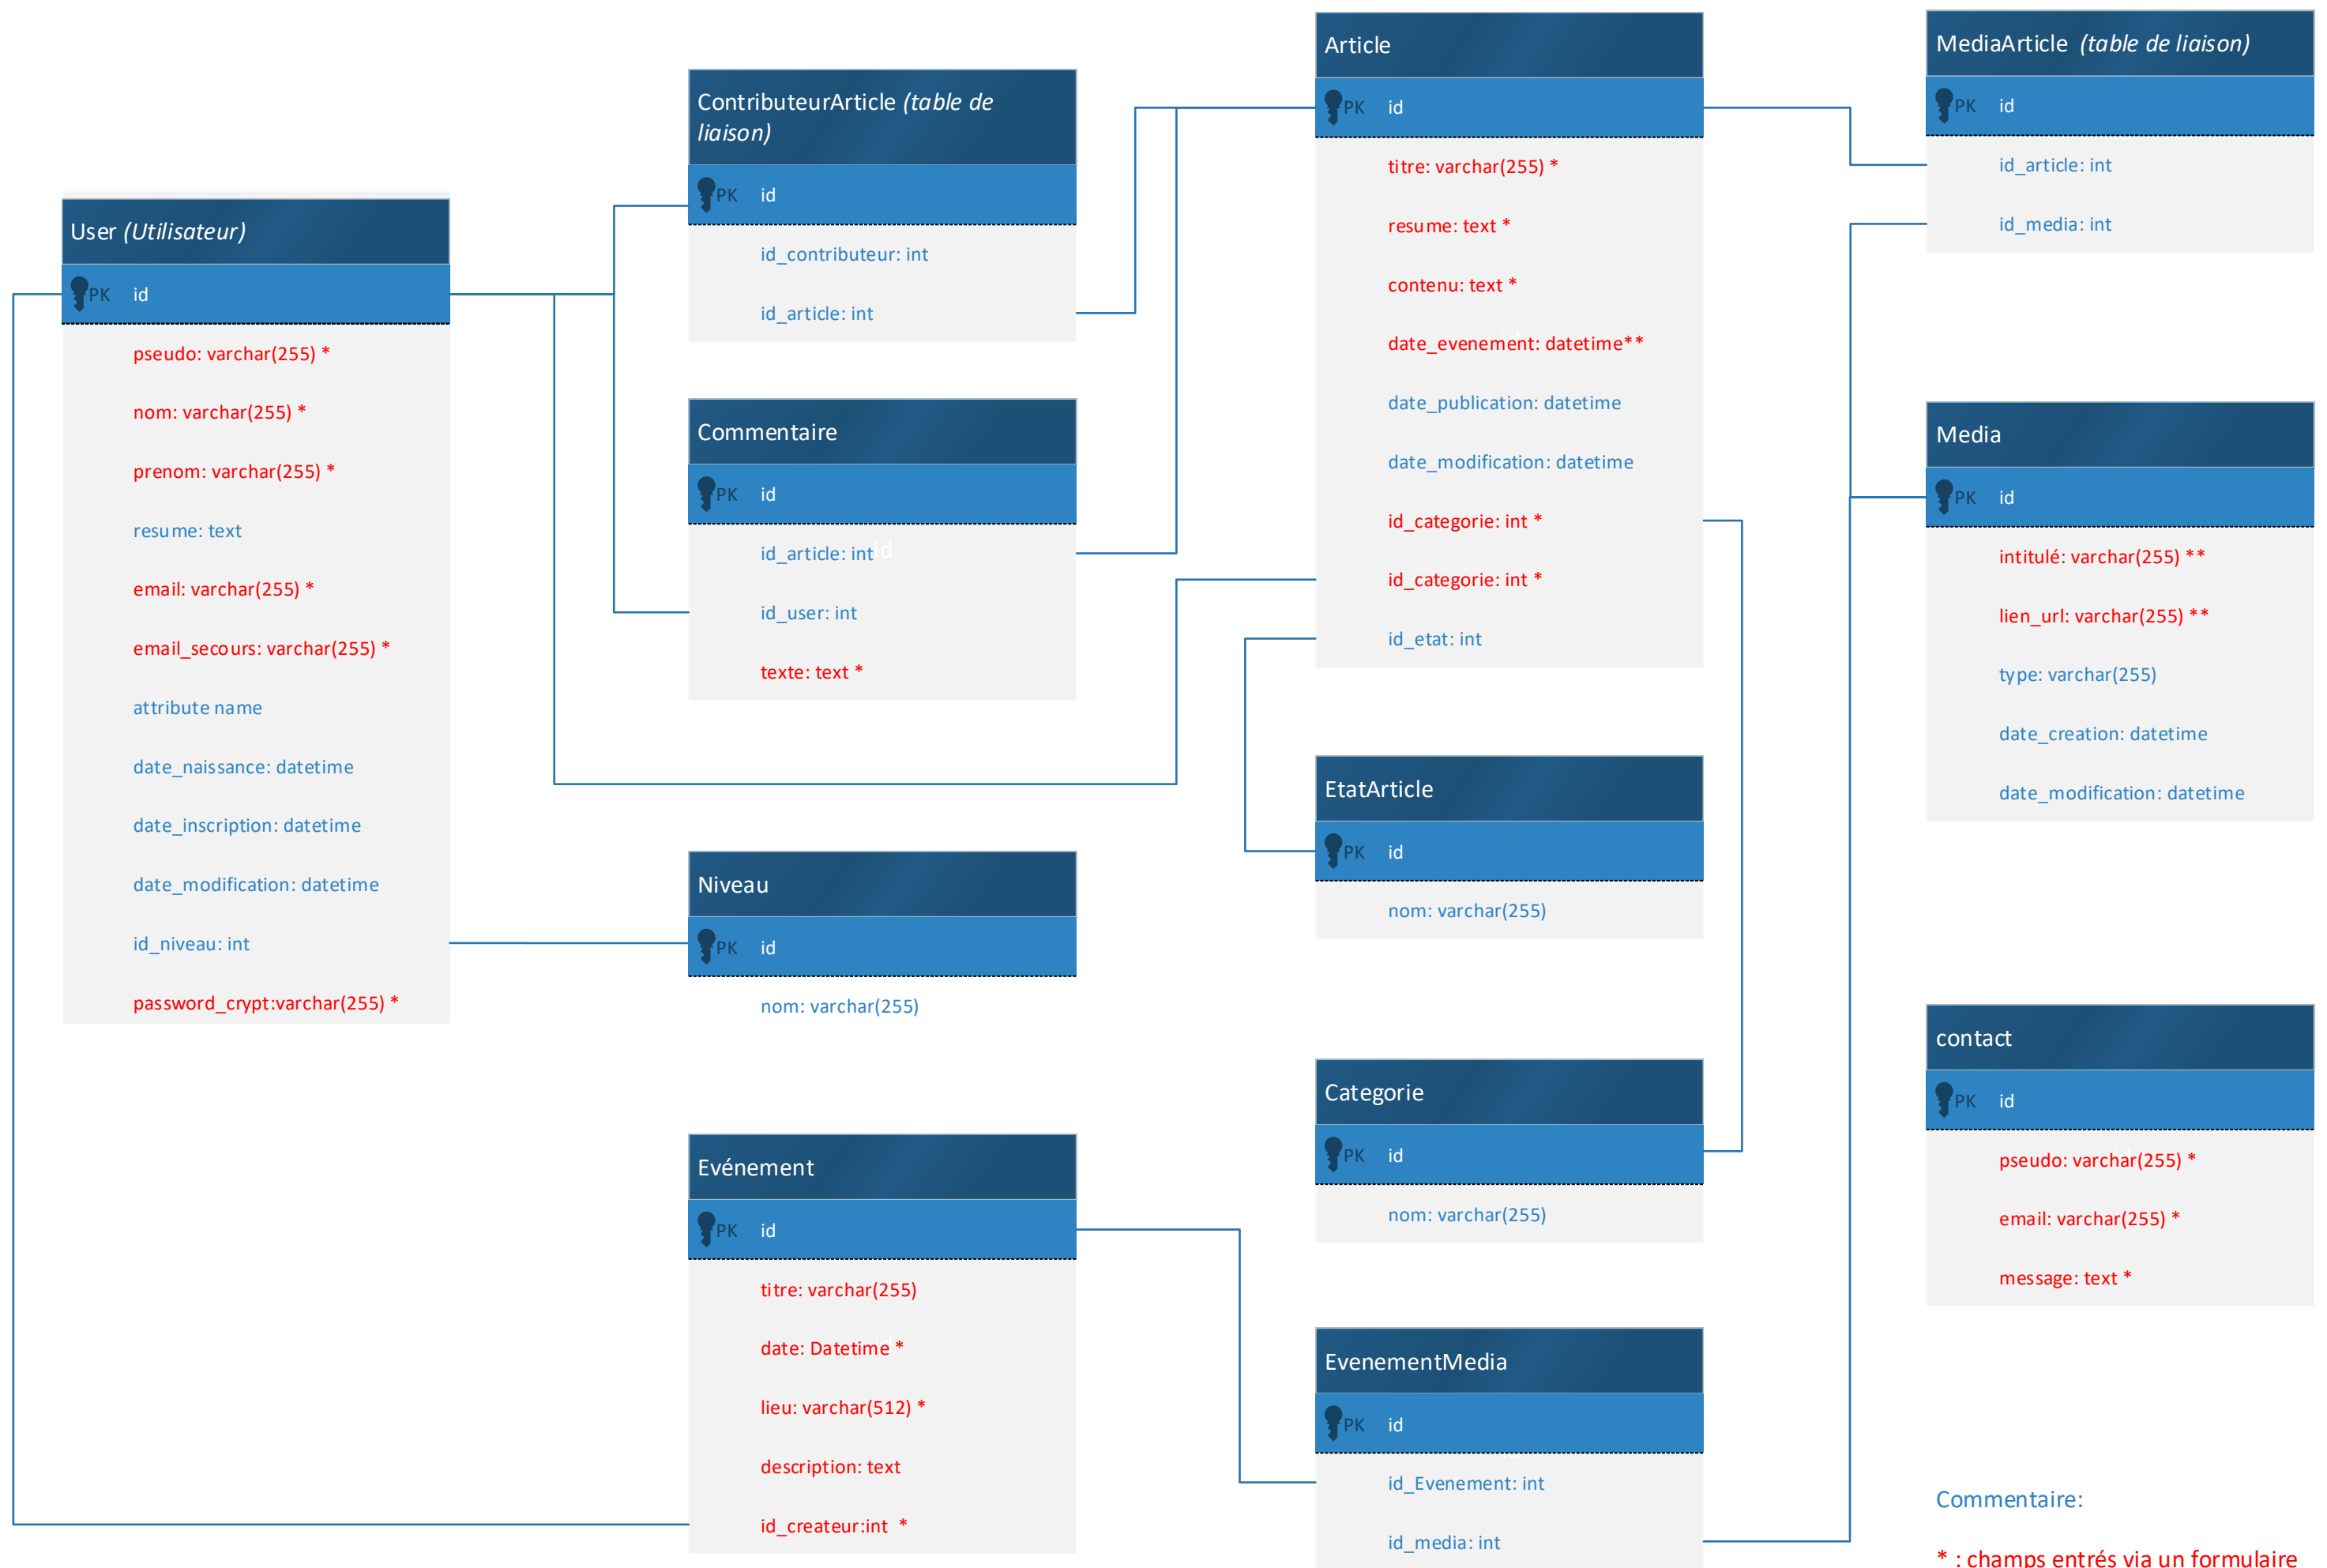 User (Utilisateur)
PK id
pseudo: varchar(255) *
nom: varchar(255) *
prenom: varchar(255) *
resume: text
email: varchar(255) *
email_secours: varchar(255) *
attribute name
date_naissance: datetime
date_inscription: datetime
date_modification: datetime
id_niveau: int
password_crypt:varchar(255) *
ContributeurArticle (table de
liaison)
PK id
id_contributeur: int
id_article: int
Commentaire
PK id
id_article: int
id
id_user: int
texte: text *
Niveau
PK id
nom: varchar(255)
Evénement
PK id
titre: varchar(255)
date: Datetime *
lieu: varchar(512) *
description: text
id_createur:int *
Article
PK id
titre: varchar(255) *
resume: text *
contenu: text *
date_evenement: datetime**
date_publication: datetime
date_modification: datetime
id_categorie: int *
id_categorie: int *
id_etat: int
EtatArticle
PK id
nom: varchar(255)
Categorie
PK id
nom: varchar(255)
EvenementMedia
PK id
id_Evenement: int
id_media: int
MediaArticle (table de liaison)
PK id
id_article: int
id_media: int
Media
PK id
intitulé: varchar(255) **
lien_url: varchar(255) **
type: varchar(255)
date_creation: datetime
date_modification: datetime
contact
PK id
pseudo: varchar(255) *
email: varchar(255) *
message: text *
Commentaire:
* : champs entrés via un formulaire